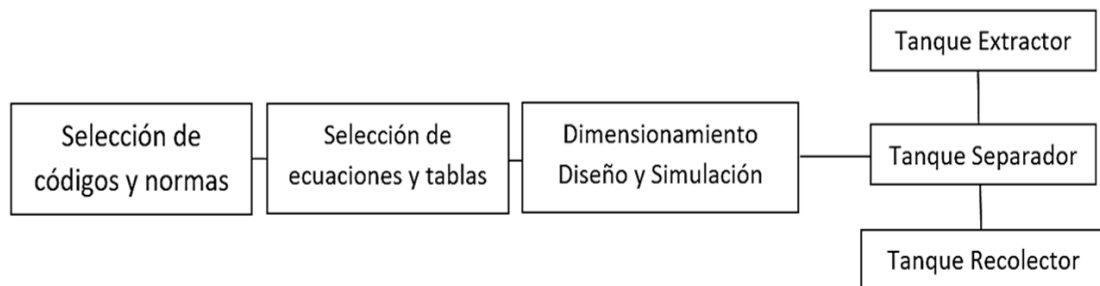 Selección de
códigos y normas
Selección de
ecuaciones y tablas
Dimensionamiento
Diseño y Simulación
Tanque Extractor
Tanque Separador
Tanque Recolector